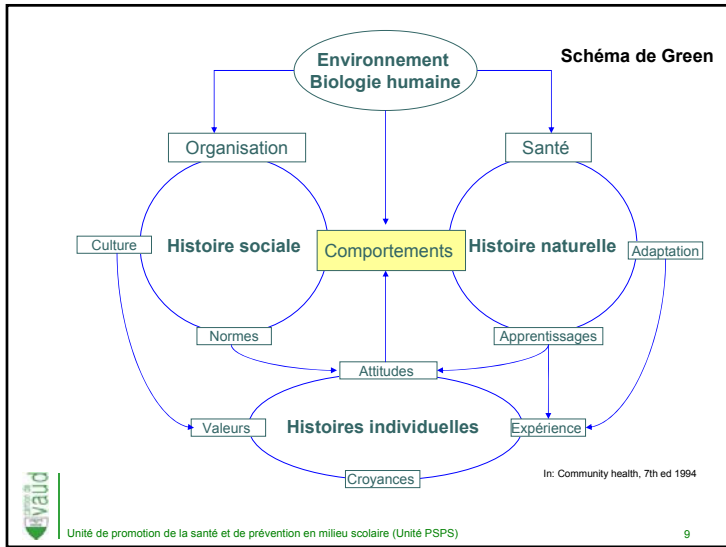 Schéma de Green
Environnement
Biologie humaine
Organisation
Santé
Culture
Histoire sociale
Comportements
Histoire naturelle
Adaptation
Normes
Apprentissages
Attitudes
Valeurs
Histoires individuelles
Expérience
Croyances
In: Community health, 7th ed 1994
canton de
vaud
Unité de promotion de la santé et de prévention en milieu scolaire (Unité PSPS)
9